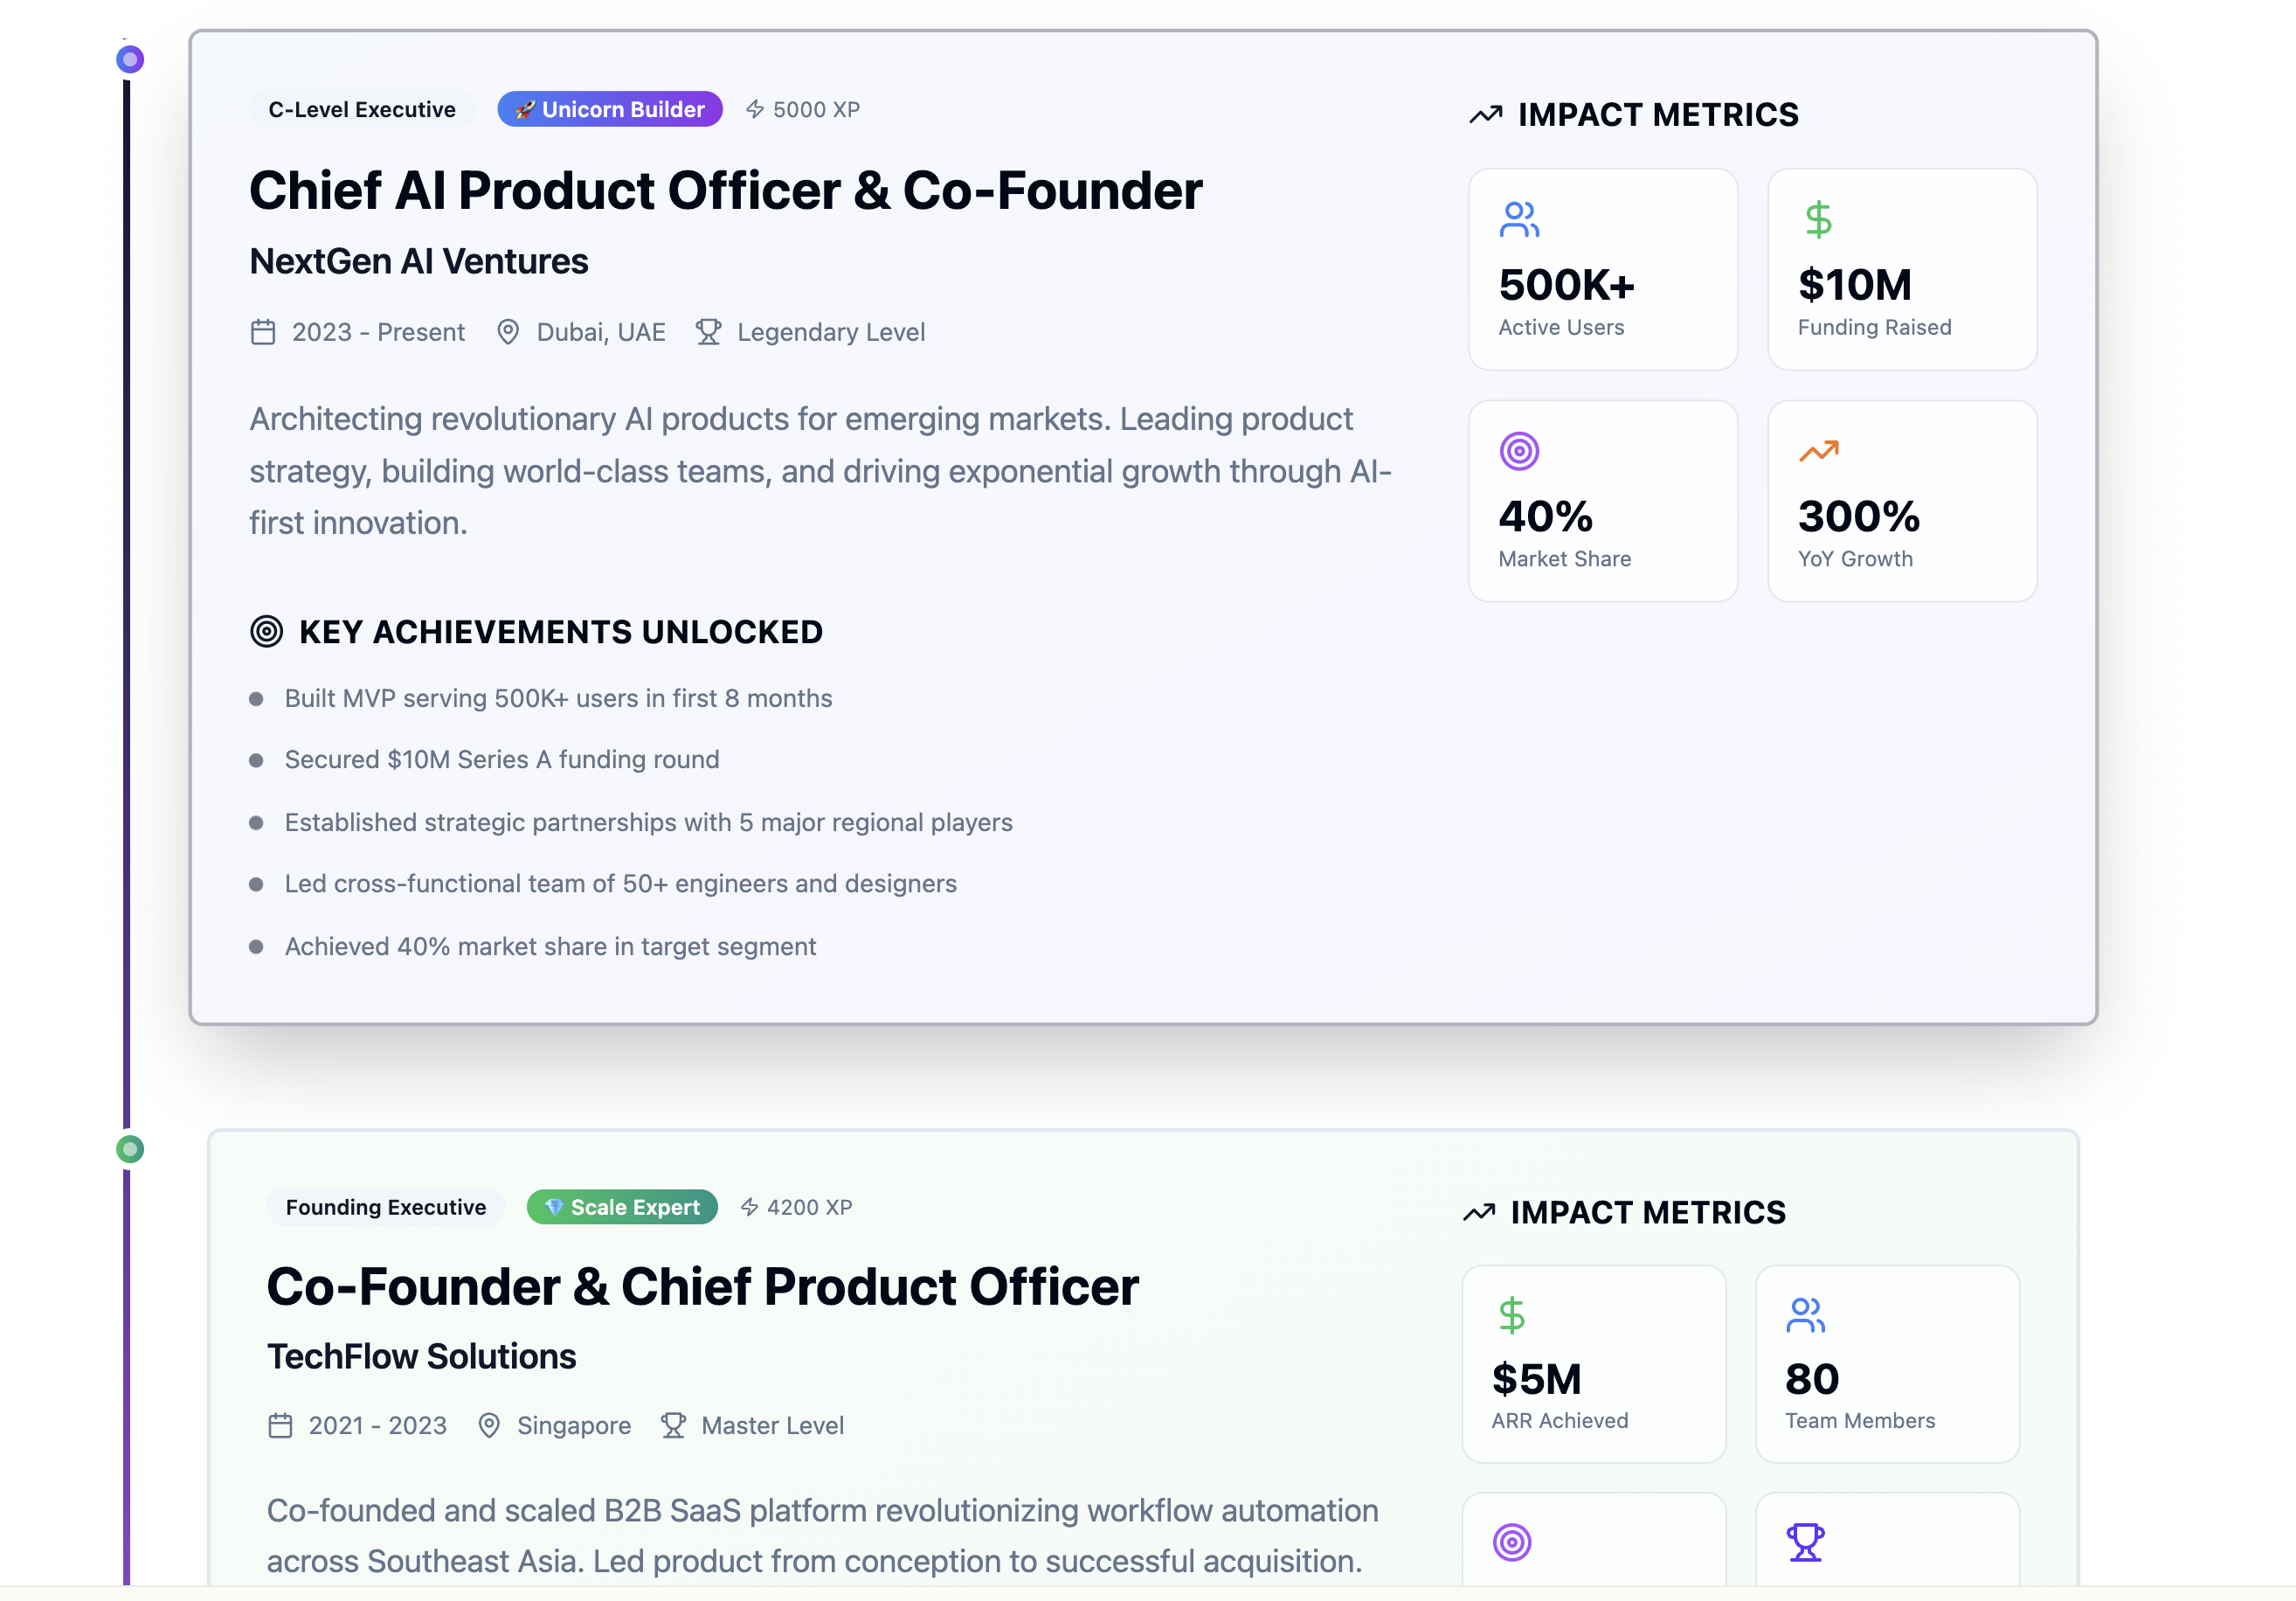 C-Level Executive 🚀 Unicorn Builder 5000 XP
Chief AI Product Officer & Co-Founder
NextGen AI Ventures
2023 - Present Dubai, UAE Legendary Level
Architecting revolutionary AI products for emerging markets. Leading product
strategy, building world-class teams, and driving exponential growth through AI-
first innovation.
KEY ACHIEVEMENTS UNLOCKED
Built MVP serving 500K+ users in first 8 months
Secured $10M Series A funding round
Established strategic partnerships with 5 major regional players
Led cross-functional team of 50+ engineers and designers
Achieved 40% market share in target segment
IMPACT METRICS
500K+
Active Users
$10M
Funding Raised
40%
Market Share
300%
YoY Growth
Founding Executive 💎 Scale Expert 4200 XP
Co-Founder & Chief Product Officer
TechFlow Solutions
2021 - 2023 Singapore Master Level
Co-founded and scaled B2B SaaS platform revolutionizing workflow automation
across Southeast Asia. Led product from conception to successful acquisition.
IMPACT METRICS
$5M
ARR Achieved
80
Team Members